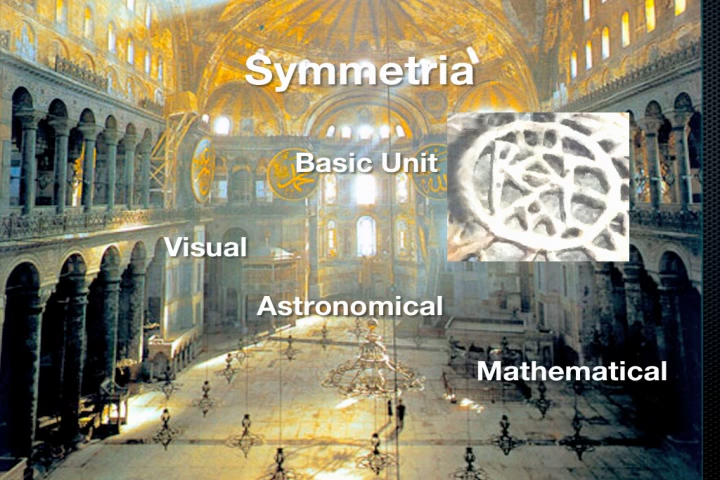 Symmetria
Basic Unit
Visual
Astronomical
Mathematical